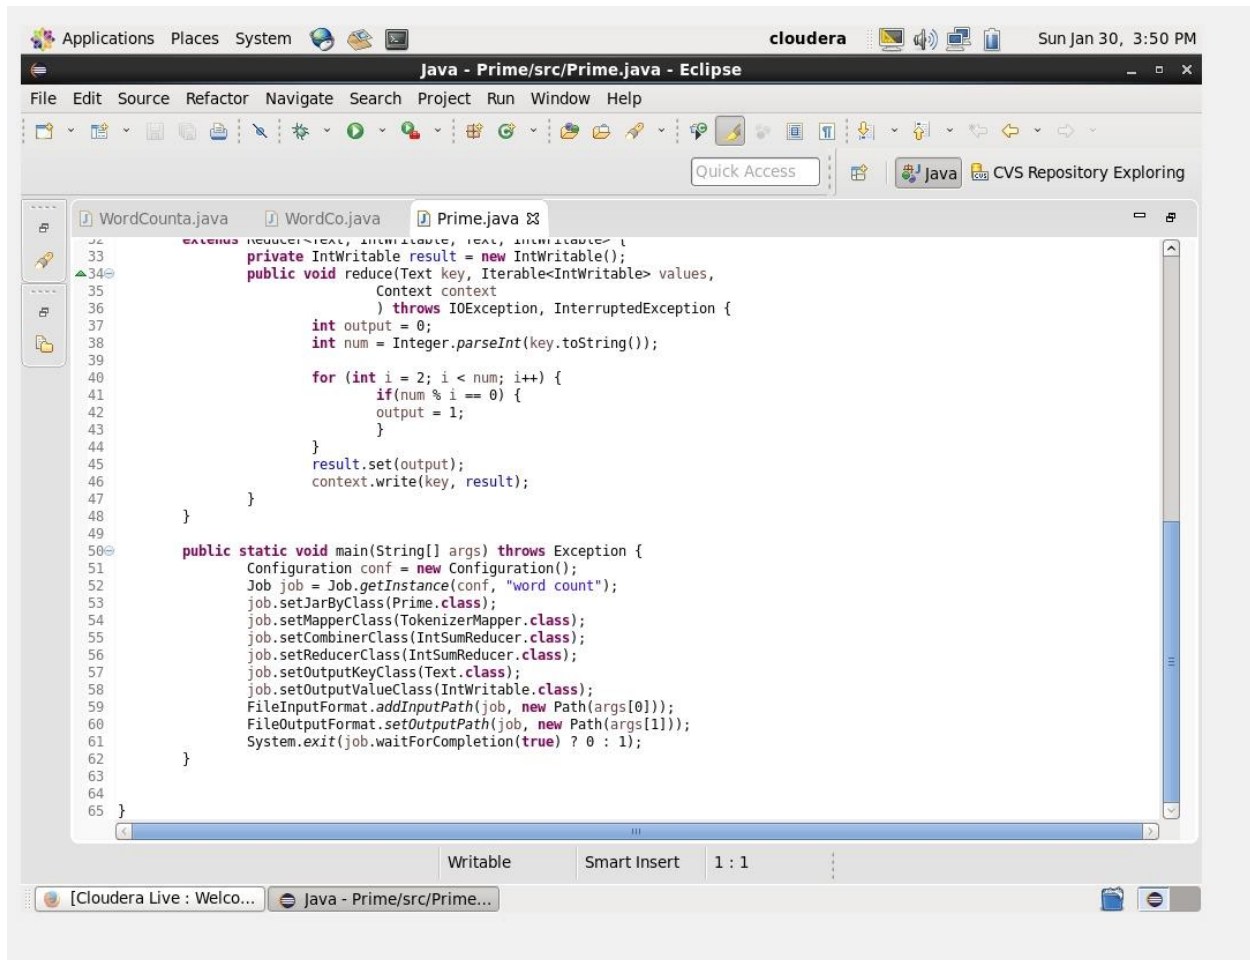 Applications Places System cloudera Sun Jan 30, 3:50 PM
Java - Prime/src/Prime.java - Eclipse
File Edit Source Refactor Navigate Search Project Run Window Help
Quick Access Java CVS Repository Exploring
WordCounta.java WordCo.java Prime.java
32 extends Reducer<Text, IntWritable, Text, IntWritable> {
33 private IntWritable result = new IntWritable();
34 public void reduce(Text key, Iterable<IntWritable> values,
35 Context context
36 ) throws IOException, InterruptedException {
37 int output = 0;
38 int num = Integer.parseInt(key.toString());
39
40 for (int i = 2; i < num; i++) {
41 if(num % i == 0) {
42 output = 1;
43 }
44 }
45 result.set(output);
46 context.write(key, result);
47 }
48 }
49
50 public static void main(String[] args) throws Exception {
51 Configuration conf = new Configuration();
52 Job job = Job.getInstance(conf, "word count");
53 job.setJarByClass(Prime.class);
54 job.setMapperClass(TokenizerMapper.class);
55 job.setCombinerClass(IntSumReducer.class);
56 job.setReducerClass(IntSumReducer.class);
57 job.setOutputKeyClass(Text.class);
58 job.setOutputValueClass(IntWritable.class);
59 FileInputFormat.addInputPath(job, new Path(args[0]));
60 FileOutputFormat.setOutputPath(job, new Path(args[1]));
61 System.exit(job.waitForCompletion(true) ? 0 : 1);
62 }
63
64
65 }
Writable Smart Insert 1 : 1
[Cloudera Live : Welco... Java - Prime/src/Prime...